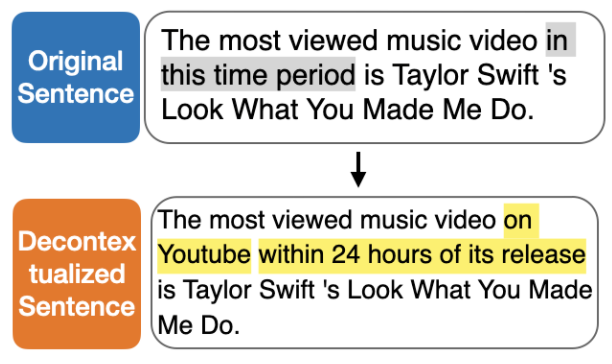 Original
Sentence
The most viewed music video in
this time period is Taylor Swift 's
Look What You Made Me Do.
Decontex
tualized
Sentence
The most viewed music video on
Youtube within 24 hours of its release
is Taylor Swift 's Look What You Made
Me Do.